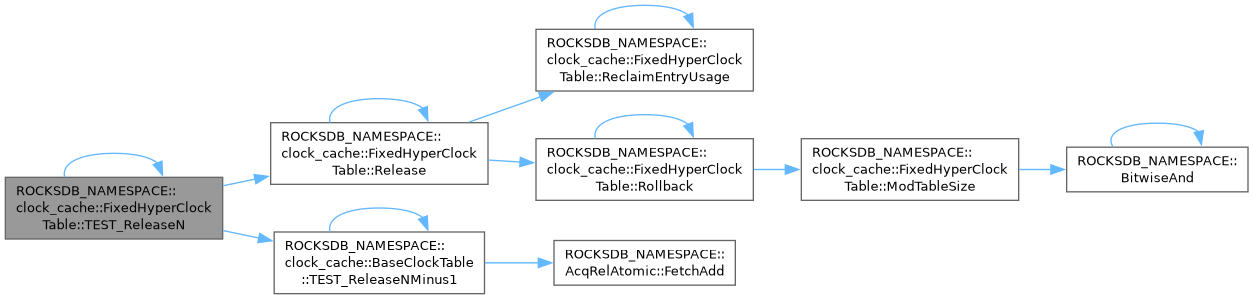 ROCKSDB_NAMESPACE::
clock_cache::FixedHyperClock
Table::TEST_ReleaseN
ROCKSDB_NAMESPACE::
clock_cache::FixedHyperClock
Table::Release
ROCKSDB_NAMESPACE::
clock_cache::FixedHyperClock
Table::ReclaimEntryUsage
ROCKSDB_NAMESPACE::
clock_cache::FixedHyperClock
Table::Rollback
ROCKSDB_NAMESPACE::
clock_cache::FixedHyperClock
Table::ModTableSize
ROCKSDB_NAMESPACE::
BitwiseAnd
ROCKSDB_NAMESPACE::
clock_cache::BaseClockTable
::TEST_ReleaseNMinus1
ROCKSDB_NAMESPACE::
AcqRelAtomic::FetchAdd